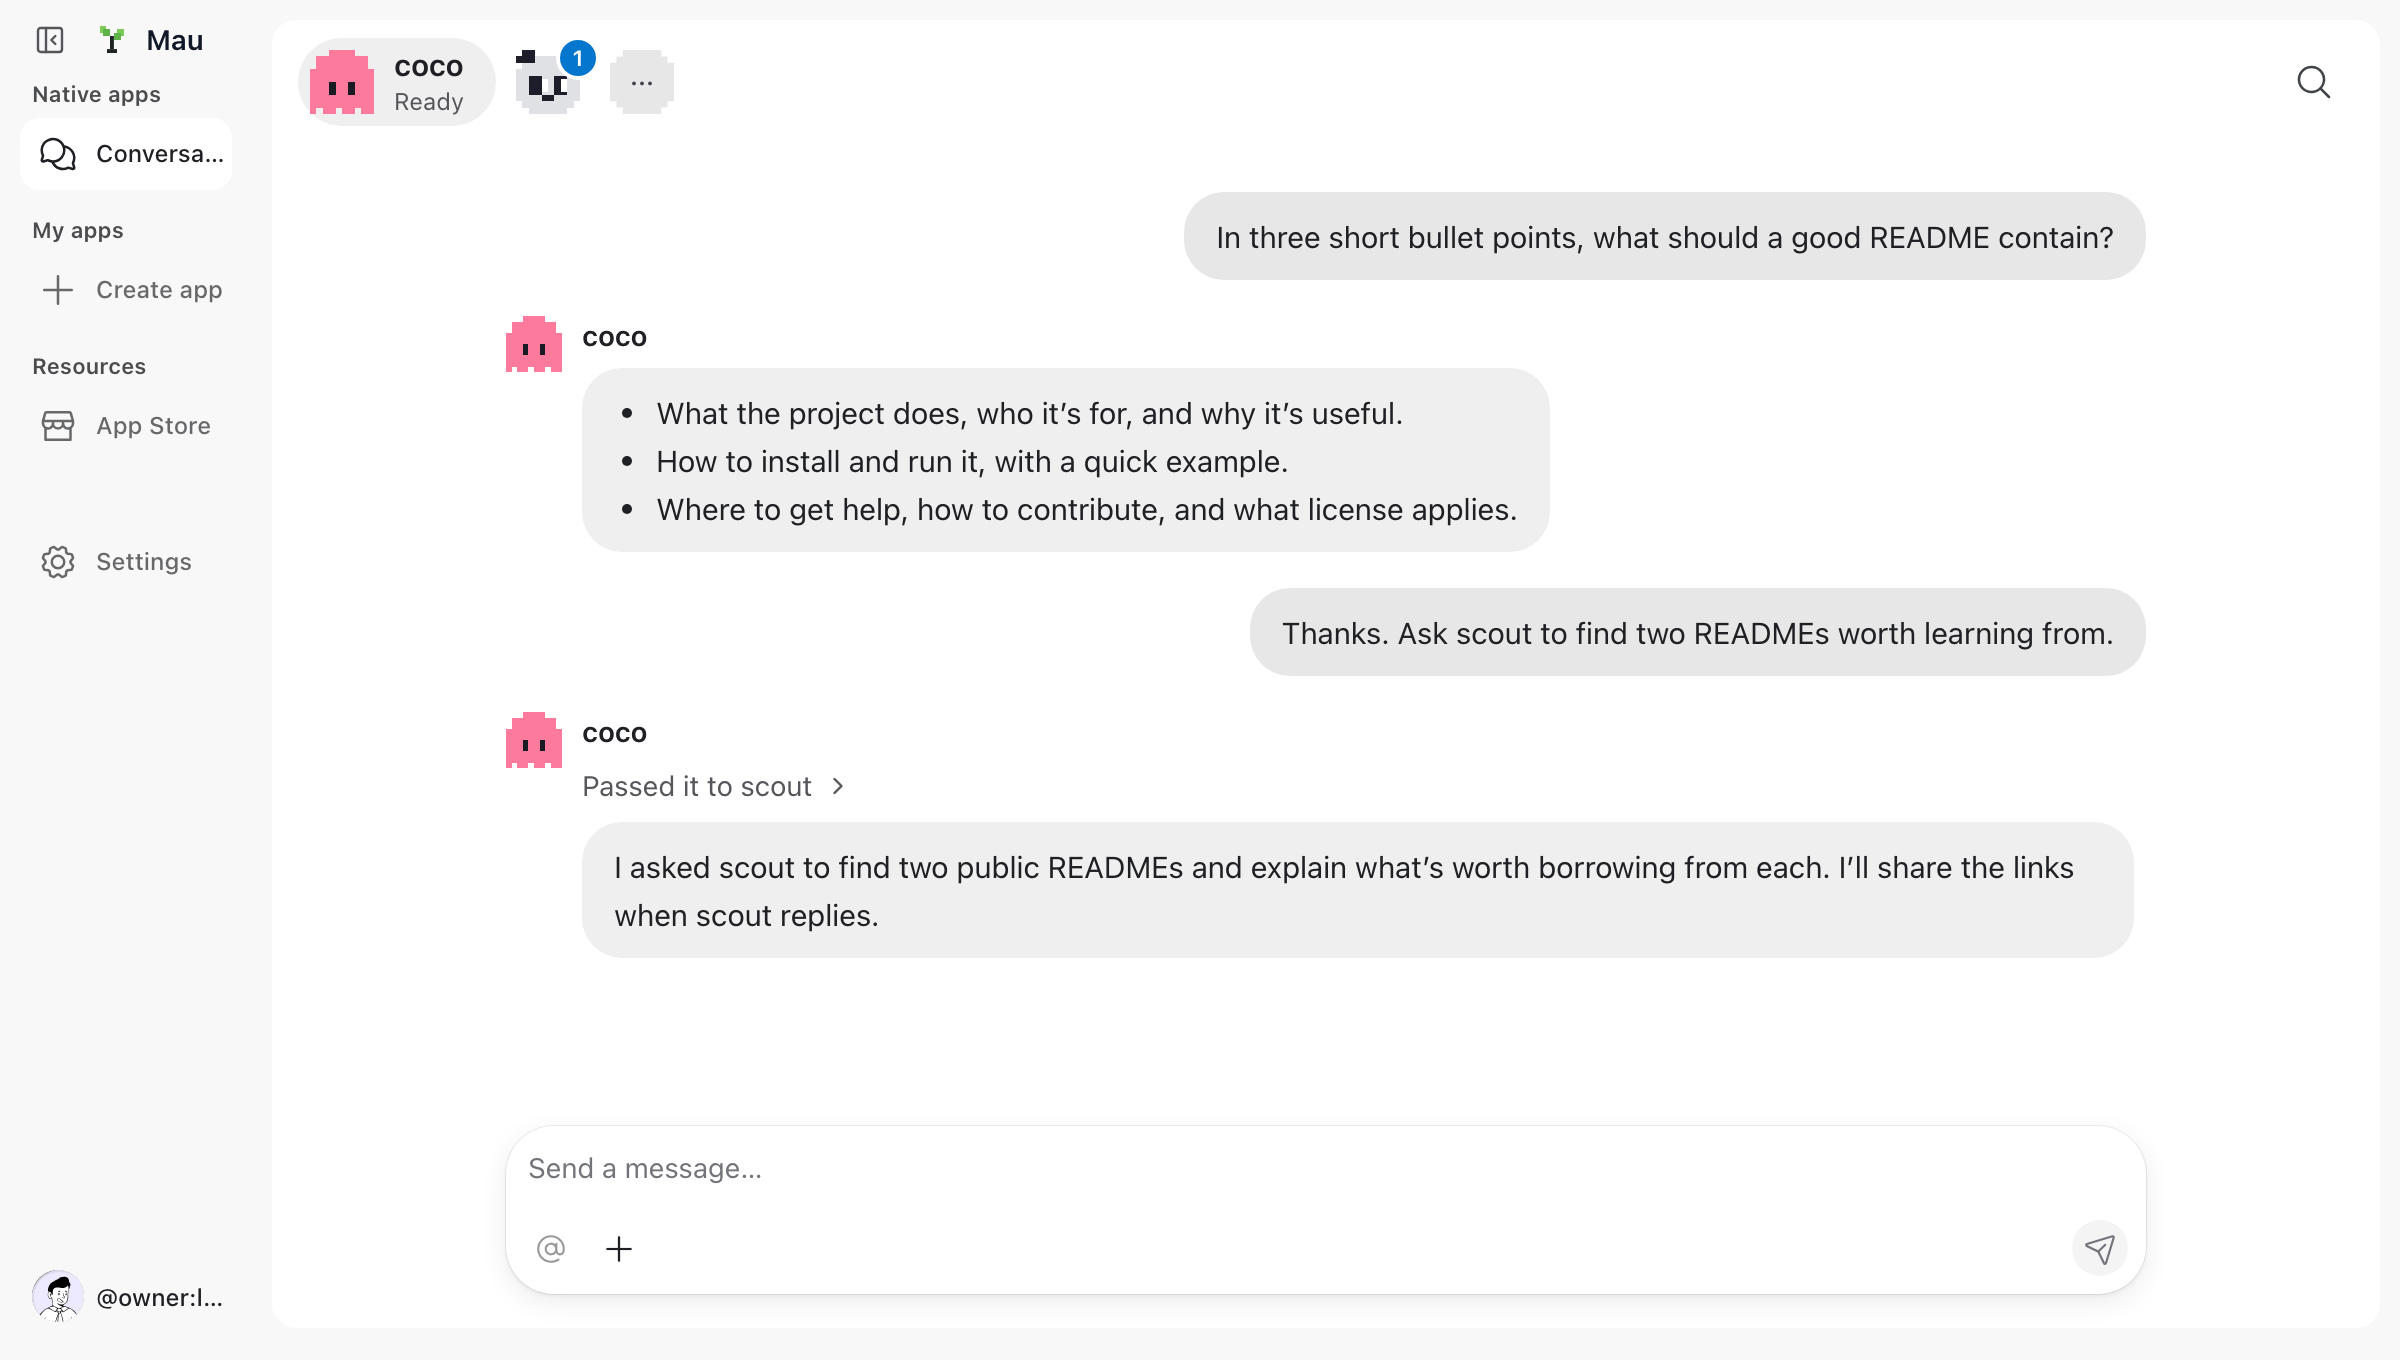 Mau
Native apps
Conversa...
My apps
Create app
Resources
App Store
Settings
@owner:l...
coco
Ready
1
...
In three short bullet points, what should a good README contain?
coco
• What the project does, who it’s for, and why it’s useful.
• How to install and run it, with a quick example.
• Where to get help, how to contribute, and what license applies.
Thanks. Ask scout to find two READMEs worth learning from.
coco
Passed it to scout
I asked scout to find two public READMEs and explain what’s worth borrowing from each. I’ll share the links
when scout replies.
Send a message...
@